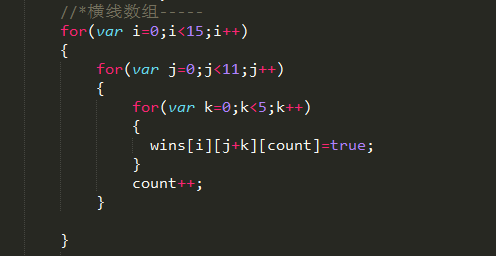 //*横线数组-----
for(var i=0;i<15;i++)
{
for(var j=0;j<11;j++)
{
for(var k=0;k<5;k++)
{
wins[i][j+k][count]=true;
}
count++;
}
}